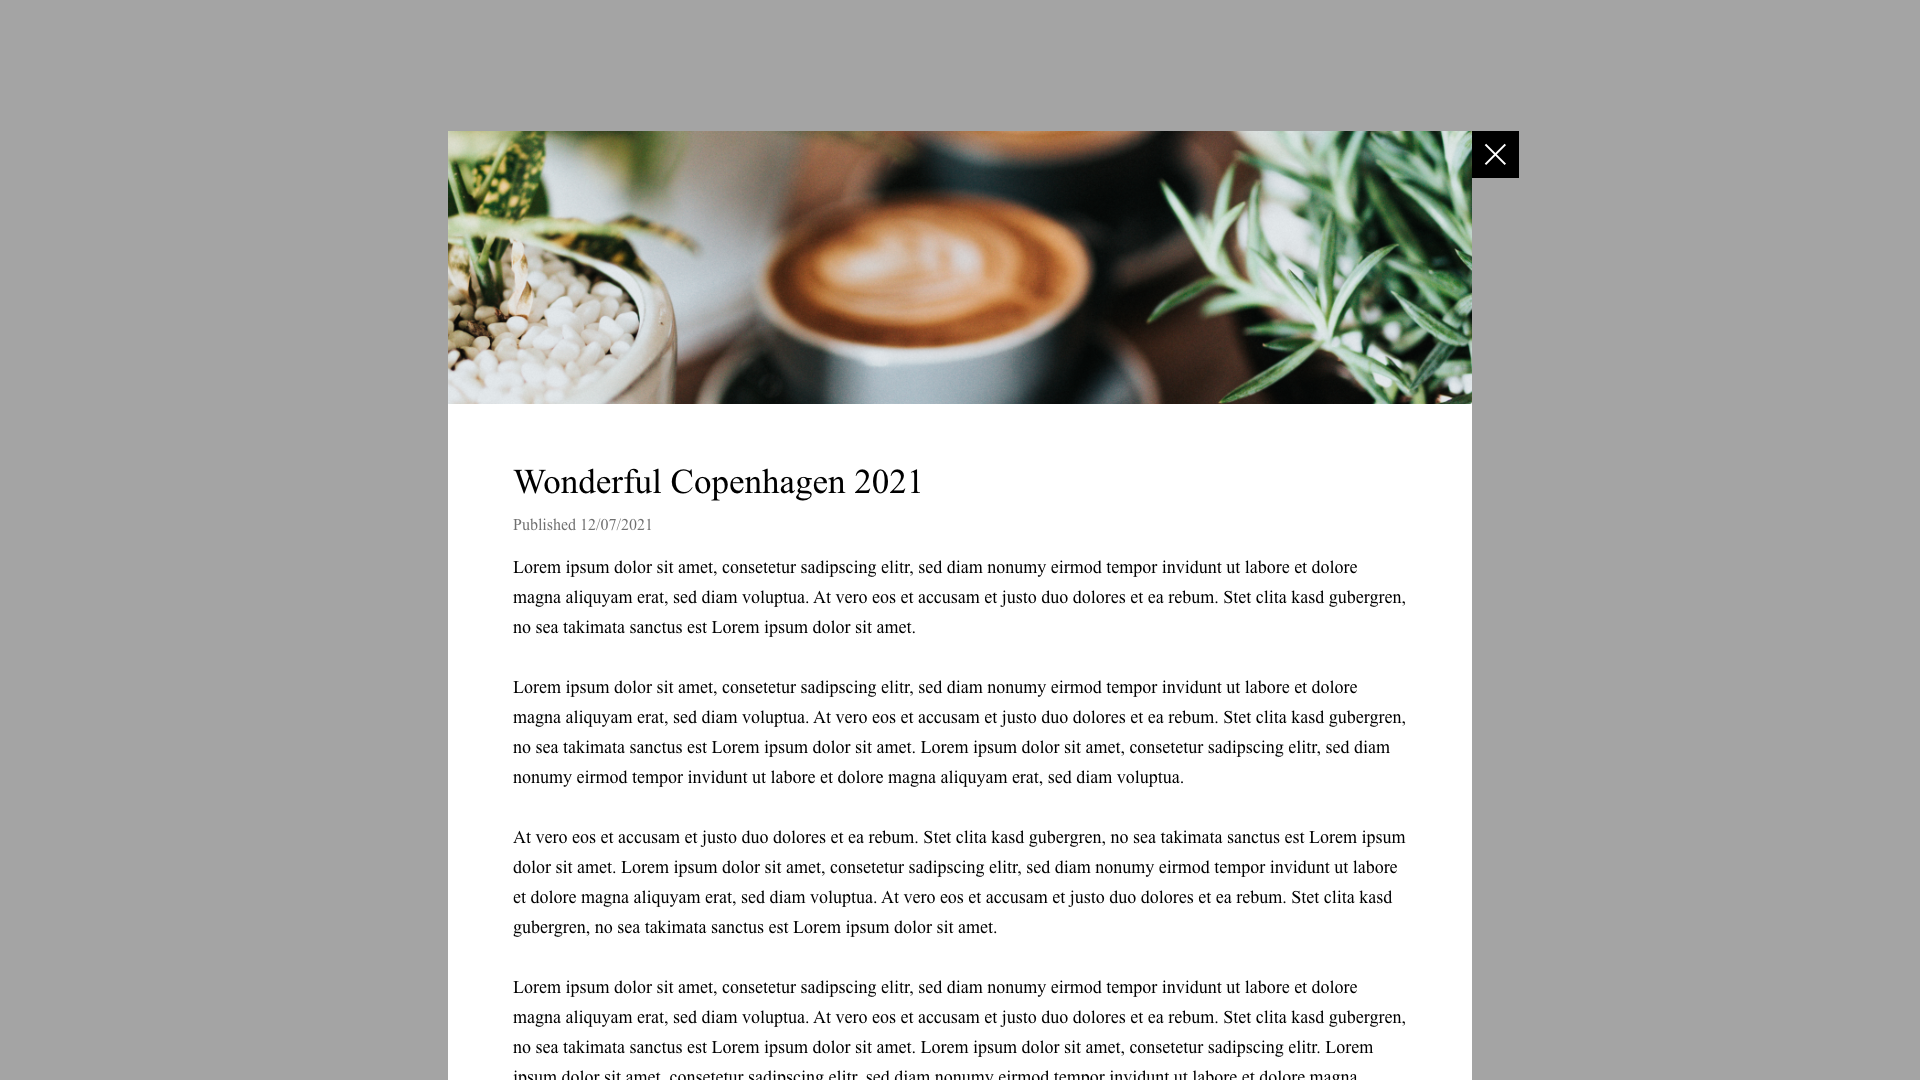 Wonderful Copenhagen 2021
Published 12/07/2021
Lorem ipsum dolor sit amet, consetetur sadipscing elitr, sed diam nonumy eirmod tempor invidunt ut labore et dolore
magna aliquyam erat, sed diam voluptua. At vero eos et accusam et justo duo dolores et ea rebum. Stet clita kasd gubergren,
no sea takimata sanctus est Lorem ipsum dolor sit amet.
Lorem ipsum dolor sit amet, consetetur sadipscing elitr, sed diam nonumy eirmod tempor invidunt ut labore et dolore
magna aliquyam erat, sed diam voluptua. At vero eos et accusam et justo duo dolores et ea rebum. Stet clita kasd gubergren,
no sea takimata sanctus est Lorem ipsum dolor sit amet. Lorem ipsum dolor sit amet, consetetur sadipscing elitr, sed diam
nonumy eirmod tempor invidunt ut labore et dolore magna aliquyam erat, sed diam voluptua.
At vero eos et accusam et justo duo dolores et ea rebum. Stet clita kasd gubergren, no sea takimata sanctus est Lorem ipsum
dolor sit amet. Lorem ipsum dolor sit amet, consetetur sadipscing elitr, sed diam nonumy eirmod tempor invidunt ut labore
et dolore magna aliquyam erat, sed diam voluptua. At vero eos et accusam et justo duo dolores et ea rebum. Stet clita kasd
gubergren, no sea takimata sanctus est Lorem ipsum dolor sit amet.
Lorem ipsum dolor sit amet, consetetur sadipscing elitr, sed diam nonumy eirmod tempor invidunt ut labore et dolore
magna aliquyam erat, sed diam voluptua. At vero eos et accusam et justo duo dolores et ea rebum. Stet clita kasd gubergren,
no sea takimata sanctus est Lorem ipsum dolor sit amet. Lorem ipsum dolor sit amet, consetetur sadipscing elitr. Lorem
ipsum dolor sit amet, consetetur sadipscing elitr, sed diam nonumy eirmod tempor invidunt ut labore et dolore magna